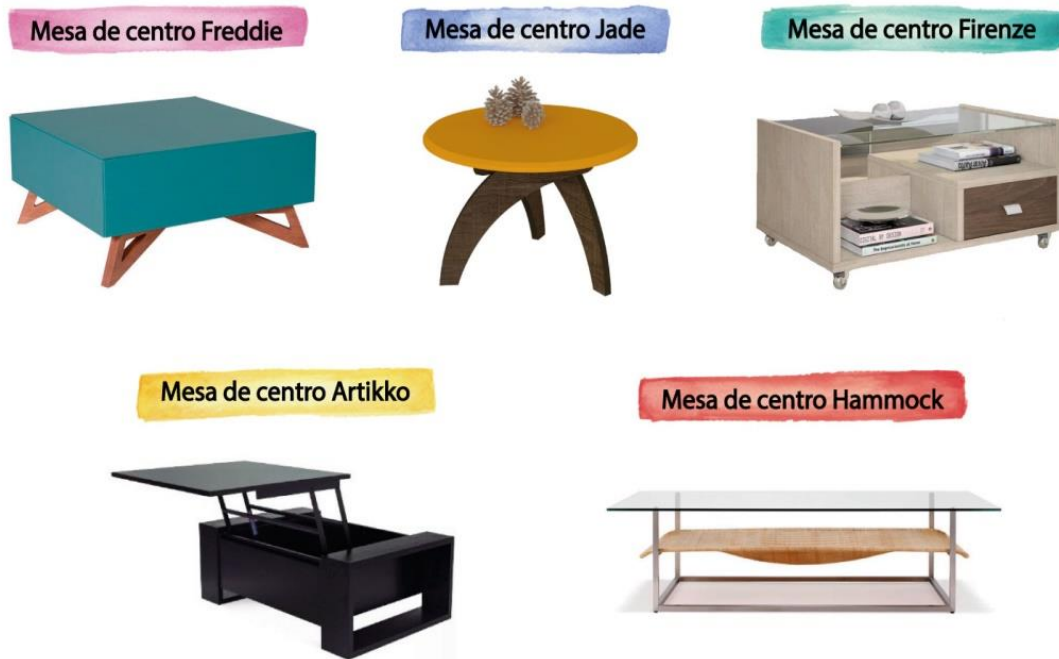 Mesa de centro Freddie
Mesa de centro Jade
Mesa de centro Firenze
Mesa de centro Artikko
Mesa de centro Hammock